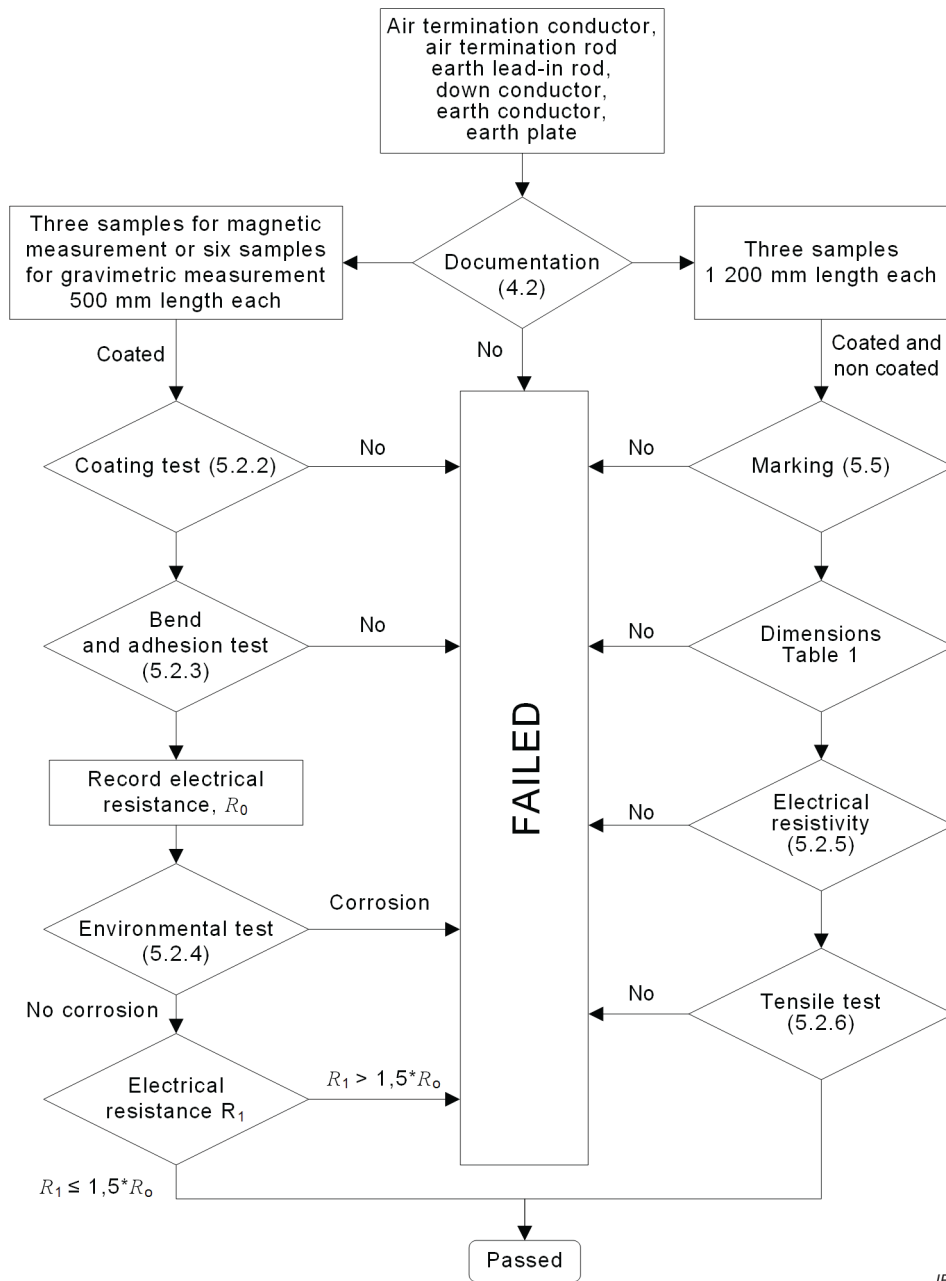 Air termination conductor,
air termination rod
earth lead-in rod,
down conductor,
earth conductor,
earth plate
Three samples for magnetic
measurement or six samples
for gravimetric measurement
500 mm length each
Documentation
(4.2)
Three samples
1 200 mm length each
Coated
No
Coated and
non coated
Coating test (5.2.2)
No
No
Marking (5.5)
Bend
and adhesion test
(5.2.3)
No
No
Dimensions
Table 1
FAILED
Record electrical
resistance, R0
No
Electrical
resistivity
(5.2.5)
Environmental test
(5.2.4)
Corrosion
No
Tensile test
(5.2.6)
No corrosion
Electrical
resistance R1
R1 > 1,5*Ro
R1 ≤ 1,5*Ro
Passed